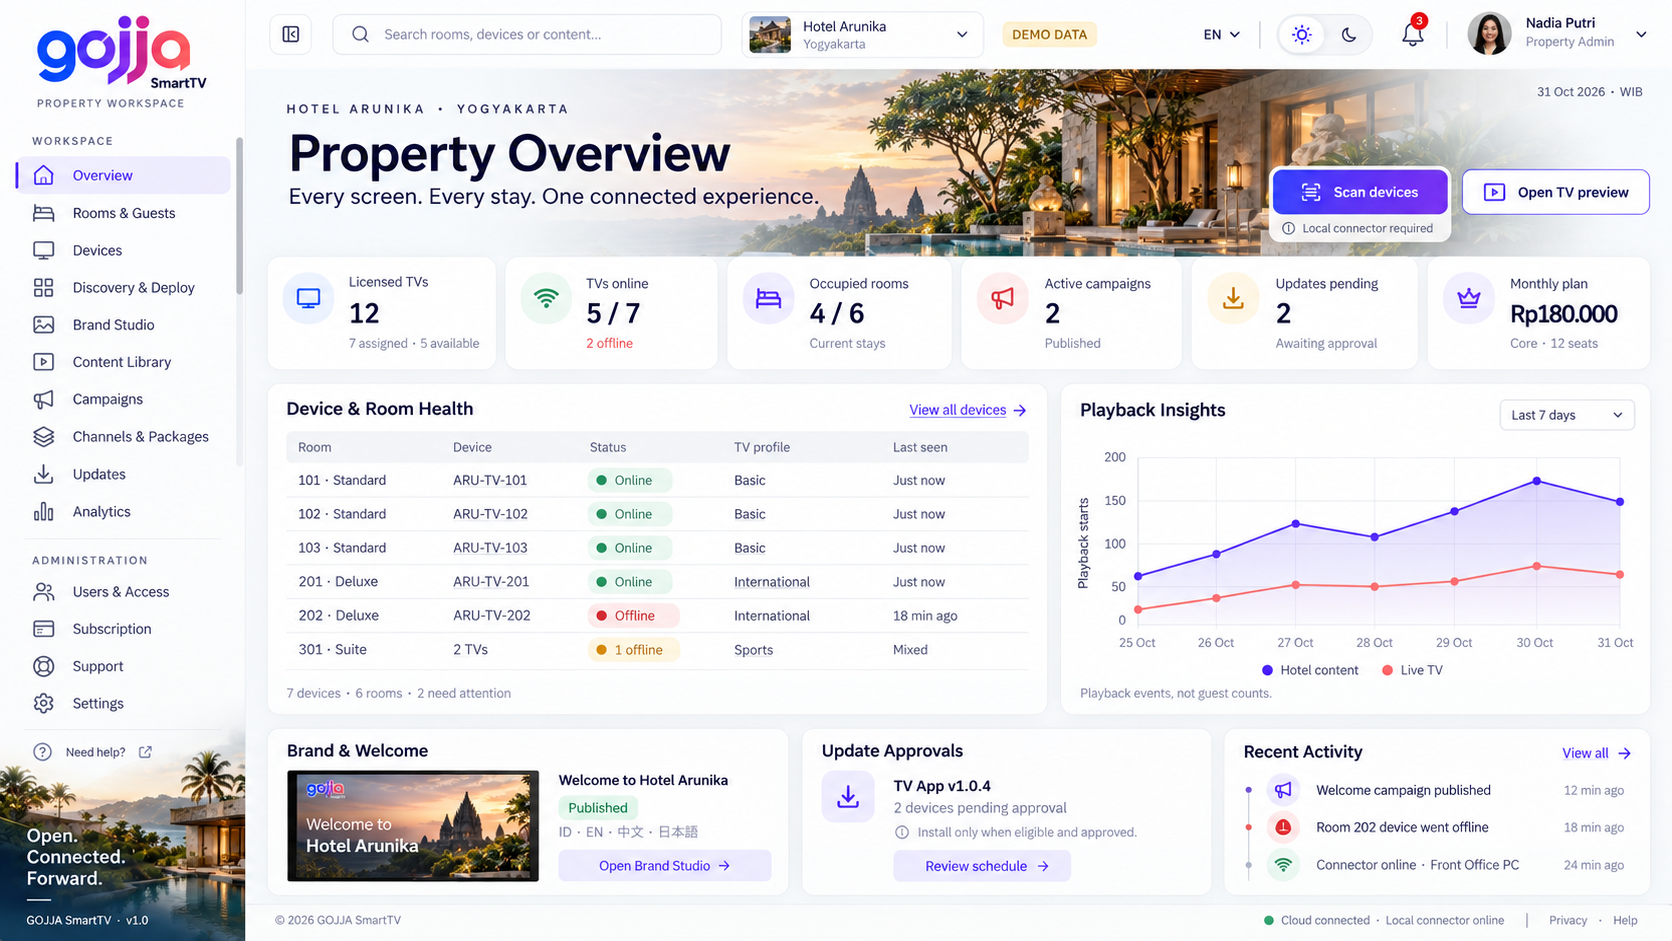 gojja
SmartTV
PROPERTY WORKSPACE
WORKSPACE
Overview
Rooms & Guests
Devices
Discovery & Deploy
Brand Studio
Content Library
Campaigns
Channels & Packages
Updates
Analytics
ADMINISTRATION
Users & Access
Subscription
Support
Settings
Need help?
Open.
Connected.
Forward.
GOJJA SmartTV · v1.0
Search rooms, devices or content...
Hotel Arunika
Yogyakarta
DEMO DATA
EN
3
Nadia Putri
Property Admin
31 Oct 2026 · WIB
HOTEL ARUNIKA • YOGYAKARTA
Property Overview
Every screen. Every stay. One connected experience.
Scan devices
Local connector required
Open TV preview
Licensed TVs
12
7 assigned · 5 available
TVs online
5 / 7
2 offline
Occupied rooms
4 / 6
Current stays
Active campaigns
2
Published
Updates pending
2
Awaiting approval
Monthly plan
Rp180.000
Core · 12 seats
Device & Room Health
View all devices →
Room Device Status TV profile Last seen
101 · Standard ARU-TV-101 Online Basic Just now
102 · Standard ARU-TV-102 Online Basic Just now
103 · Standard ARU-TV-103 Online Basic Just now
201 · Deluxe ARU-TV-201 Online International Just now
202 · Deluxe ARU-TV-202 Offline International 18 min ago
301 · Suite 2 TVs 1 offline Sports Mixed
7 devices · 6 rooms · 2 need attention
Playback Insights
Last 7 days
Playback starts
200
150
100
50
0
25 Oct 26 Oct 27 Oct 28 Oct 29 Oct 30 Oct 31 Oct
Hotel content Live TV
Playback events, not guest counts.
Brand & Welcome
gojja
Welcome to
Hotel Arunika
Welcome to Hotel Arunika
Published
ID · EN · 中文 · 日本語
Open Brand Studio →
Update Approvals
TV App v1.0.4
2 devices pending approval
Install only when eligible and approved.
Review schedule →
Recent Activity
View all →
Welcome campaign published 12 min ago
Room 202 device went offline 18 min ago
Connector online · Front Office PC 24 min ago
© 2026 GOJJA SmartTV
Cloud connected · Local connector online
Privacy · Help